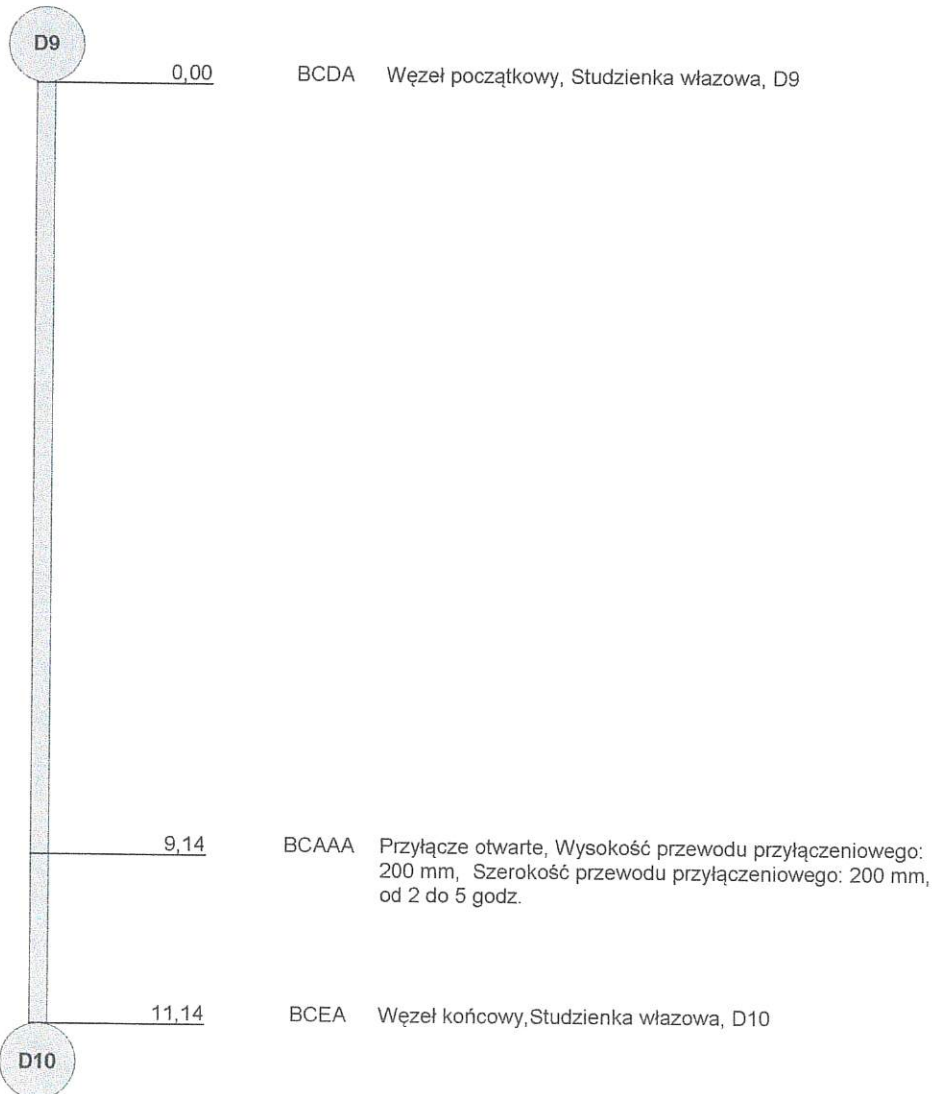 D9
0,00 BCDA Węzeł początkowy, Studzienka włazowa, D9
9,14 BCAAA Przyłącze otwarte, Wysokość przewodu przyłączeniowego:
200 mm, Szerokość przewodu przyłączeniowego: 200 mm,
od 2 do 5 godz.
11,14 BCEA Węzeł końcowy,Studzienka włazowa, D10
D10